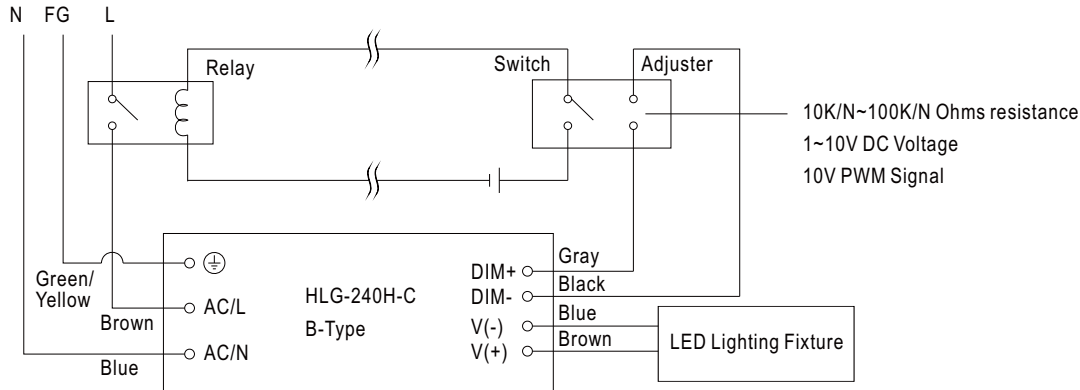 N FG L
Relay
Switch
Adjuster
10K/N~100K/N Ohms resistance
1~10V DC Voltage
10V PWM Signal
Green/
Yellow
Brown
Blue
AC/L
AC/N
HLG-240H-C
B-Type
DIM+
DIM-
V(-)
V(+)
Gray
Black
Blue
Brown
LED Lighting Fixture